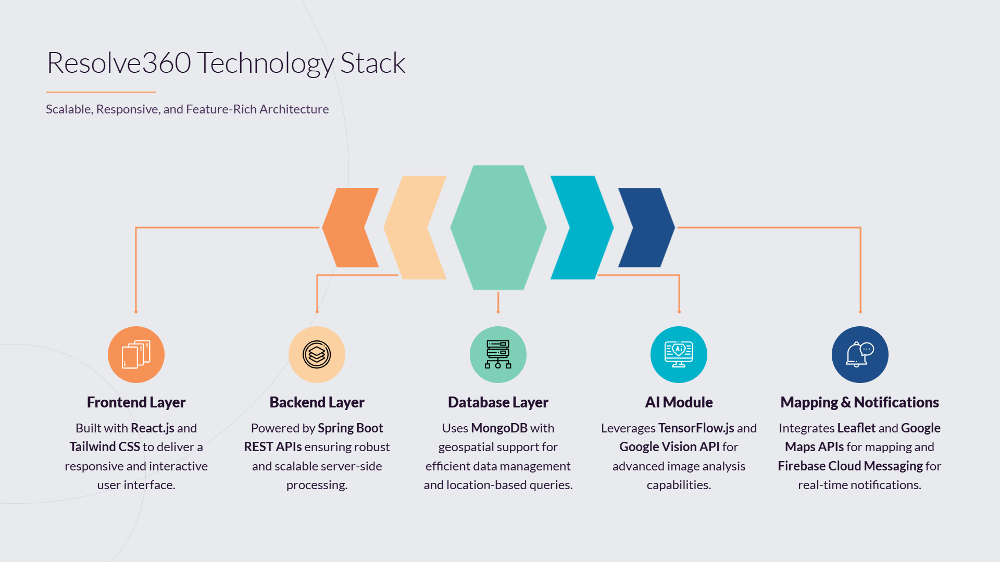 Resolve360 Technology Stack
Scalable, Responsive, and Feature-Rich Architecture
Frontend Layer
Built with React.js and
Tailwind CSS to deliver a
responsive and interactive
user interface.
Backend Layer
Powered by Spring Boot
REST APIs ensuring robust
and scalable server-side
processing.
Database Layer
Uses MongoDB with
geospatial support for
efficient data management
and location-based queries.
Ai
AI Module
Leverages TensorFlow.js and
Google Vision API for
advanced image analysis
capabilities.
Mapping & Notifications
Integrates Leaflet and Google
Maps APIs for mapping and
Firebase Cloud Messaging for
real-time notifications.